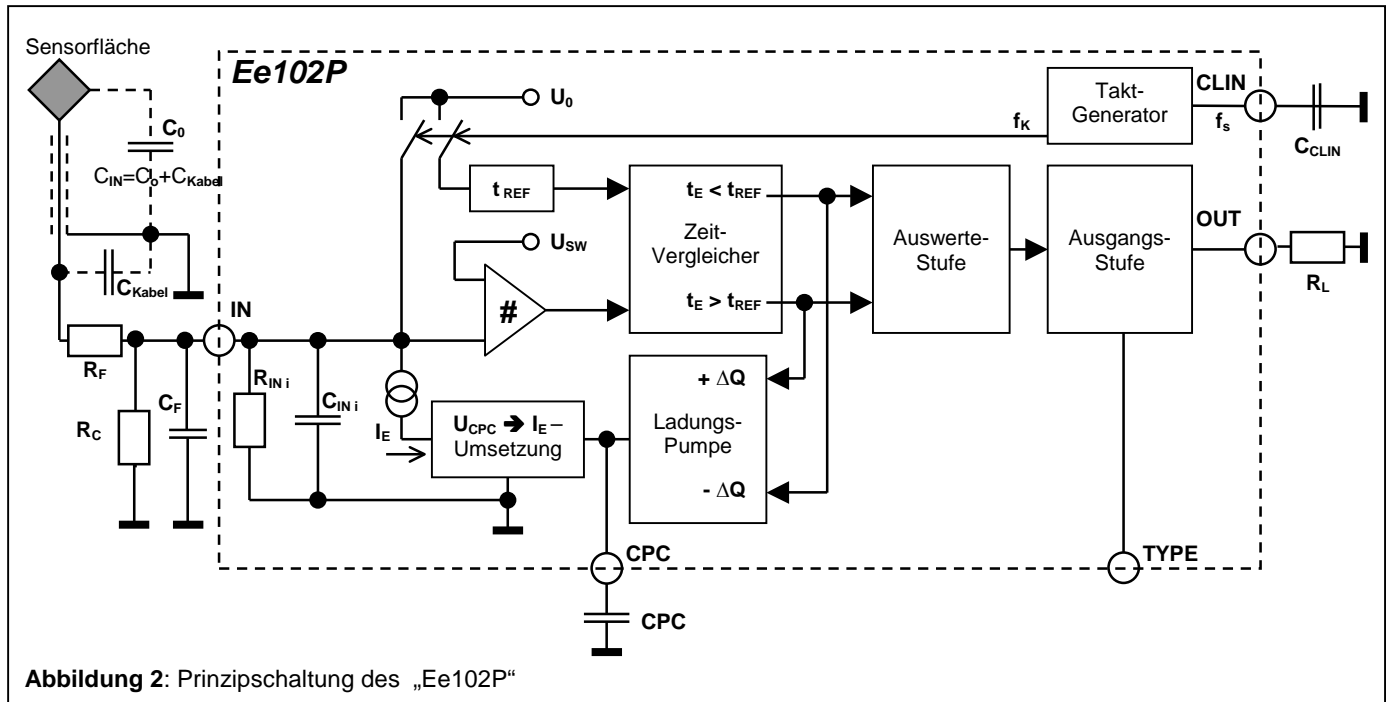 Sensorfläche
Ee102P
U0
C0
CIN=Co+CKabel
CKabel
fK
Takt-
Generator
CLIN
fs
CCLIN
t REF
USW
#
tE < tREF
Zeit-
Vergleicher
tE > tREF
Auswerte-
Stufe
Ausgangs-
Stufe
OUT
RL
IN
RF
RC
CF
RIN i
CIN i
IE
UCPC ➔ IE –
Umsetzung
+ ΔQ
Ladungs-
Pumpe
- ΔQ
CPC
CPC
TYPE
Abbildung 2: Prinzipschaltung des „Ee102P“